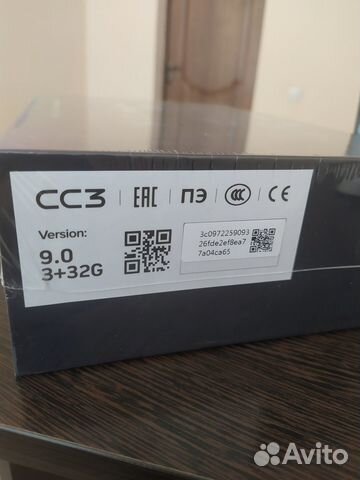 CC3 | EAC | ПЭ | CCC | CE
Version:
9.0
3+32G
3c0972259093
26fde2ef8ea7
7a04ca65
Avito